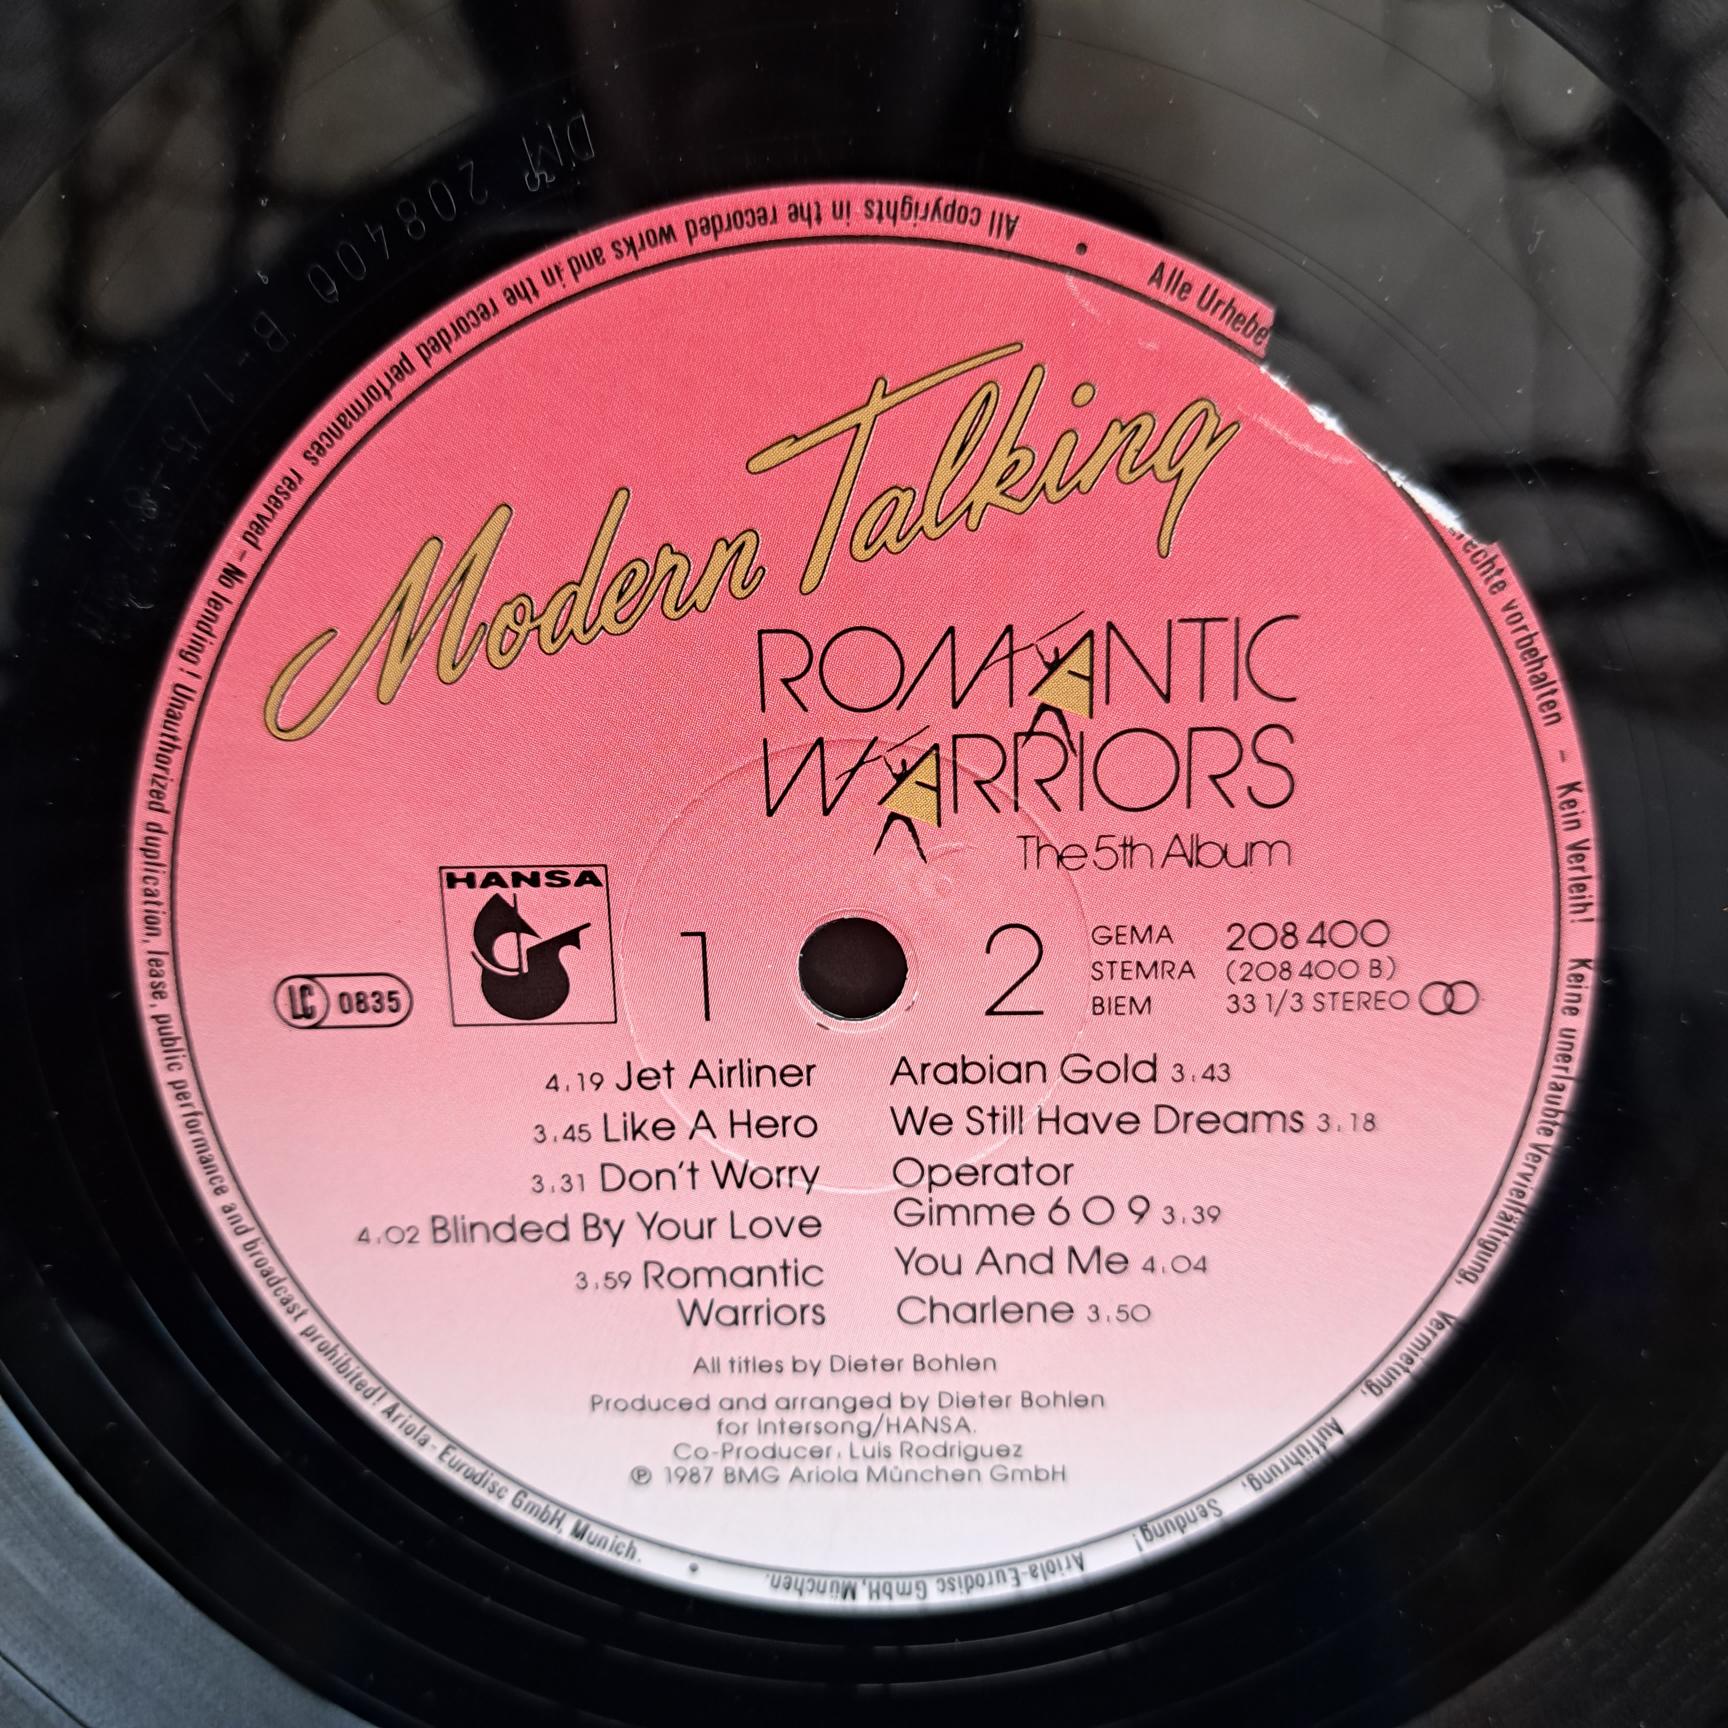 DM 208400 B-1/
All copyrights in the recorded works and in the recorded performances reserved - No lending! Unauthorized duplication, lease, public performance and broadcast prohibited! Ariola-Eurodisc GmbH, Munich.
Alle Urhebe rechte vorbehalten - Kein Verleih! Keine unerlaubte Vervielfältigung, Vermietung, Aufführung, Sendung! Ariola-Eurodisc GmbH, München.
Modern Talking
ROMANTIC
WARRIORS
The 5th Album
HANSA
LC 0835
1
2
GEMA 208 400
STEMRA (208 400 B)
BIEM 33 1/3 STEREO
4.19 Jet Airliner
3.45 Like A Hero
3.31 Don't Worry
4.02 Blinded By Your Love
3.59 Romantic
Warriors
Arabian Gold 3.43
We Still Have Dreams 3.18
Operator
Gimme 6 0 9 3.39
You And Me 4.04
Charlene 3.50
All titles by Dieter Bohlen
Produced and arranged by Dieter Bohlen
for Intersong/HANSA.
Co-Producer: Luis Rodriguez
℗ 1987 BMG Ariola München GmbH